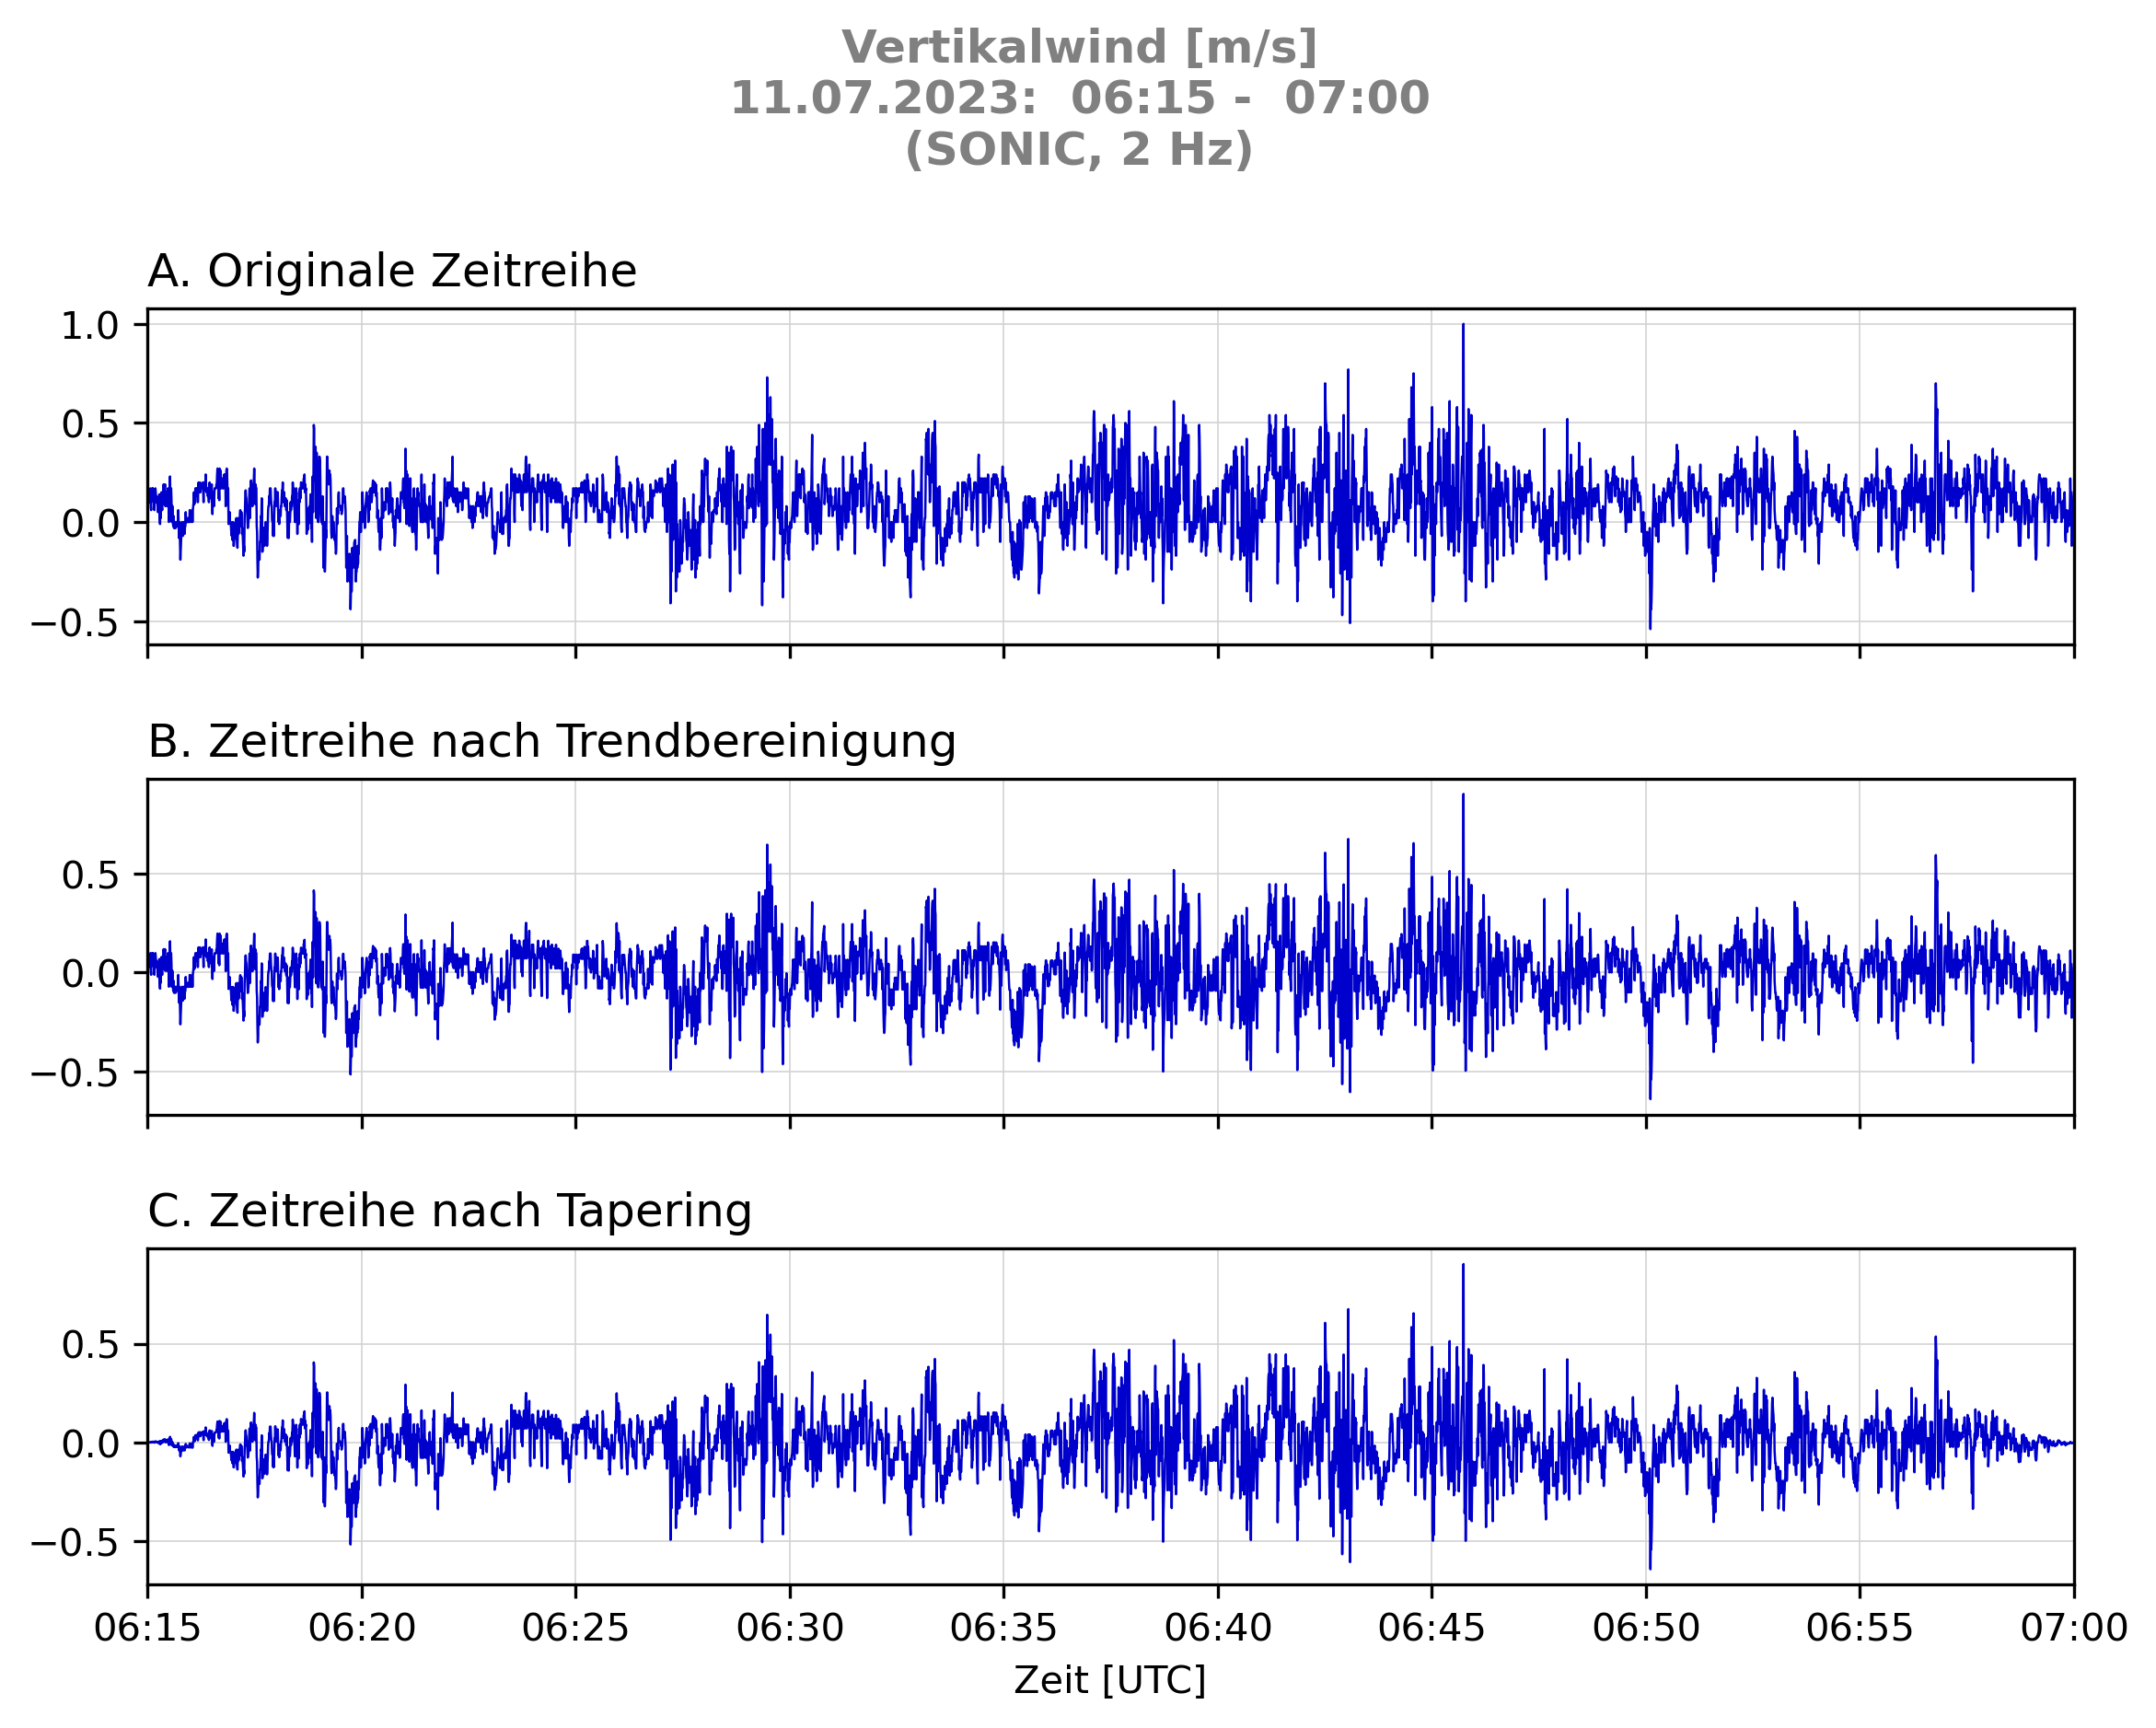 Vertikalwind [m/s]
11.07.2023:  06:15 -  07:00
(SONIC, 2 Hz)
A. Originale Zeitreihe
1.0
0.5
0.0
−0.5
B. Zeitreihe nach Trendbereinigung
0.5
0.0
−0.5
C. Zeitreihe nach Tapering
0.5
0.0
−0.5
06:15 06:20 06:25 06:30 06:35 06:40 06:45 06:50 06:55 07:00
Zeit [UTC]